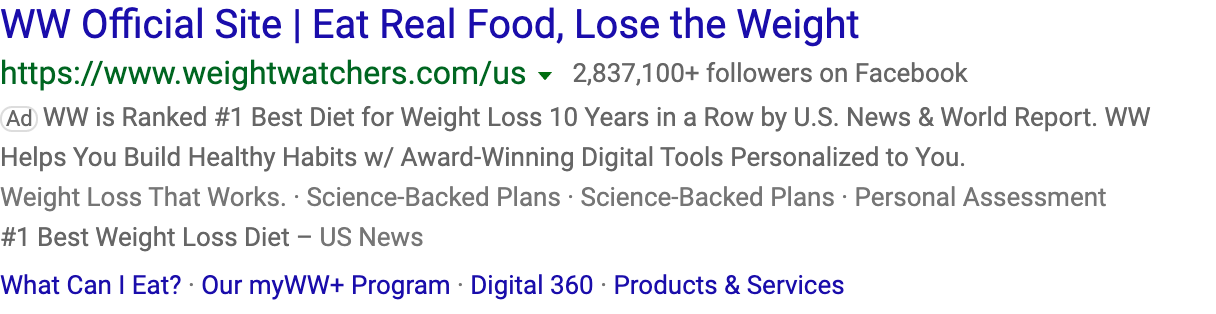 WW Official Site | Eat Real Food, Lose the Weight
https://www.weightwatchers.com/us 2,837,100+ followers on Facebook
Ad WW is Ranked #1 Best Diet for Weight Loss 10 Years in a Row by U.S. News & World Report. WW
Helps You Build Healthy Habits w/ Award-Winning Digital Tools Personalized to You.
Weight Loss That Works. · Science-Backed Plans · Science-Backed Plans · Personal Assessment
#1 Best Weight Loss Diet – US News
What Can I Eat? · Our myWW+ Program · Digital 360 · Products & Services